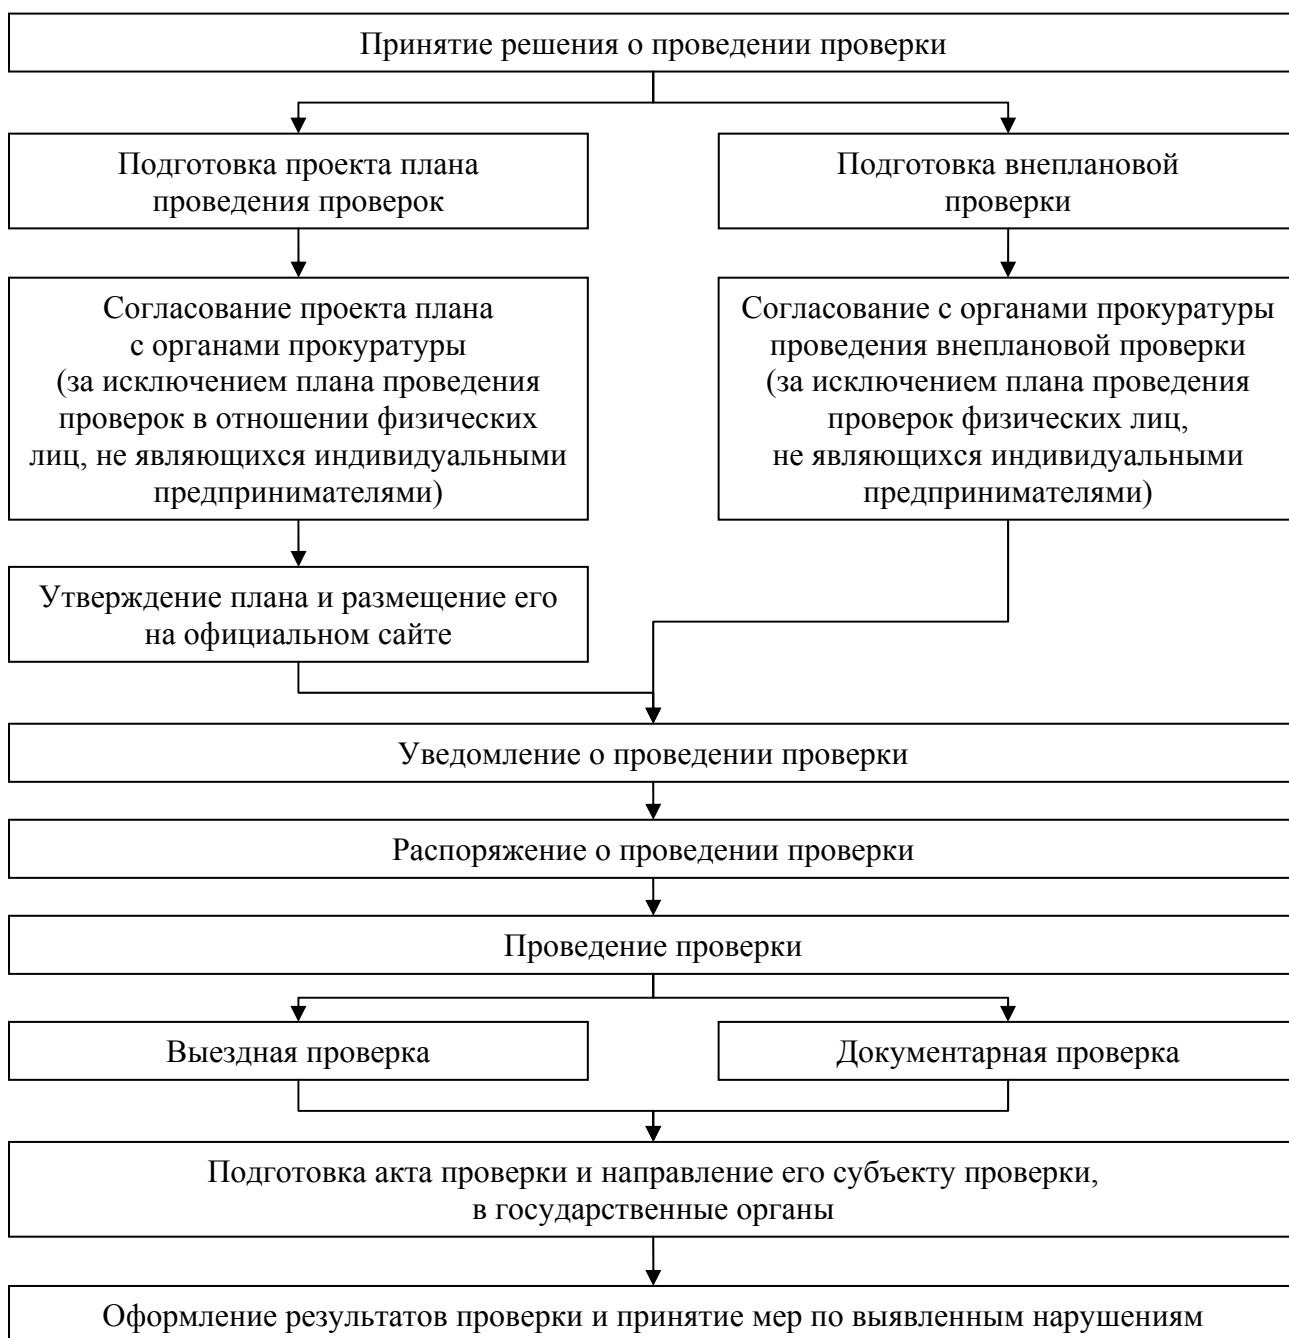 Принятие решения о проведении проверки
Подготовка проекта плана
проведения проверок
Подготовка внеплановой
проверки
Согласование проекта плана
с органами прокуратуры
(за исключением плана проведения
проверок в отношении физических
лиц, не являющихся индивидуальными
предпринимателями)
Согласование с органами прокуратуры
проведения внеплановой проверки
(за исключением плана проведения
проверок физических лиц,
не являющихся индивидуальными
предпринимателями)
Утверждение плана и размещение его
на официальном сайте
Уведомление о проведении проверки
Распоряжение о проведении проверки
Проведение проверки
Выездная проверка
Документарная проверка
Подготовка акта проверки и направление его субъекту проверки,
в государственные органы
Оформление результатов проверки и принятие мер по выявленным нарушениям